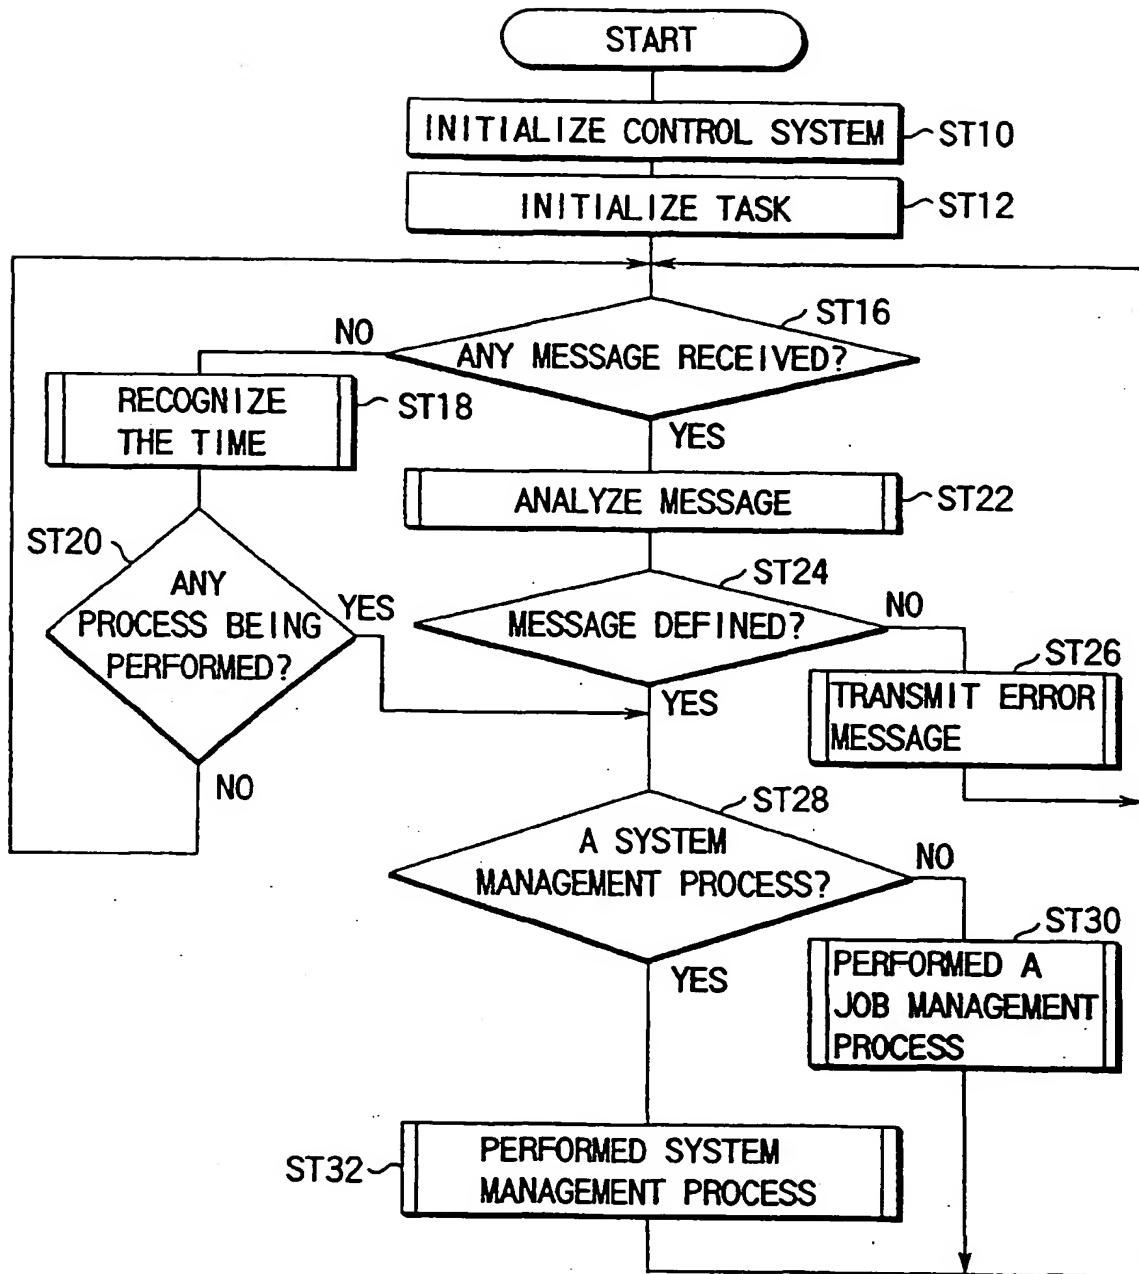 START
INITIALIZE CONTROL SYSTEM
ST10
INITIALIZE TASK
ST12
ST16
NO
ANY MESSAGE RECEIVED?
YES
RECOGNIZE
THE TIME
ST18
ANALYZE MESSAGE
ST22
ST20
ANY
PROCESS BEING
PERFORMED?
YES
NO
ST24
MESSAGE DEFINED?
NO
YES
ST26
TRANSMIT ERROR
MESSAGE
ST28
A SYSTEM
MANAGEMENT PROCESS?
NO
YES
ST30
PERFORMED A
JOB MANAGEMENT
PROCESS
ST32
PERFORMED SYSTEM
MANAGEMENT PROCESS